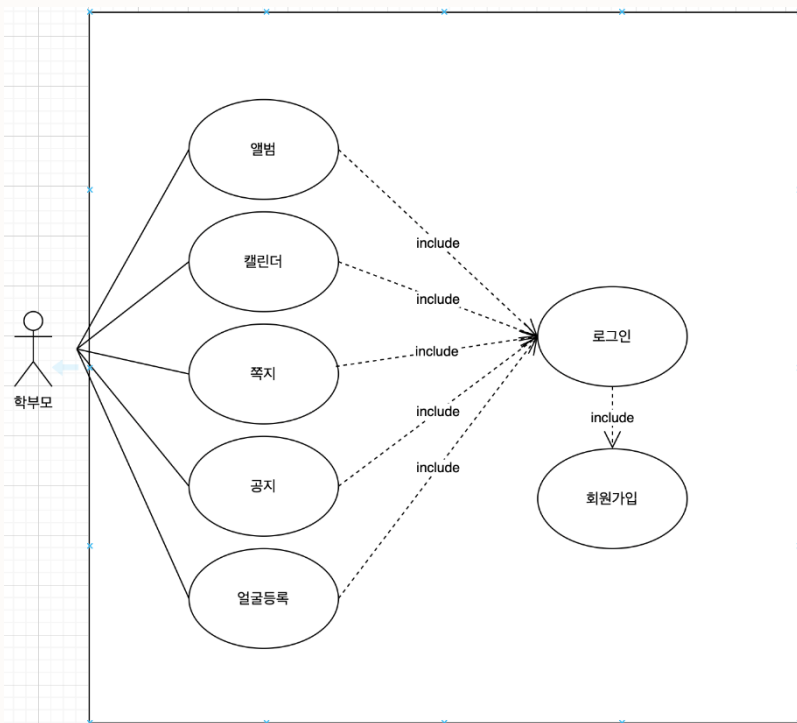 앨범
include
캘린더
include
로그인
쪽지
include
학부모
include
include
공지
include
회원가입
얼굴등록